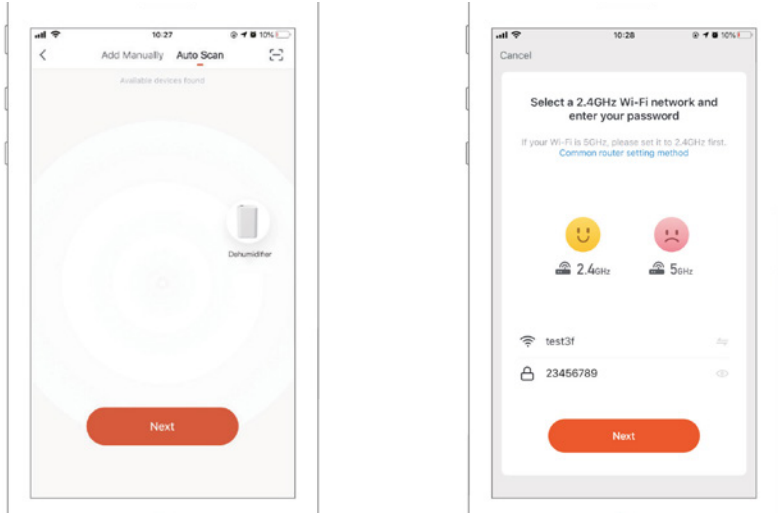 10:27
10%
Add Manually Auto Scan
Available devices found
Dehumidifier
Next
10:28
10%
Cancel
Select a 2.4GHz Wi-Fi network and
enter your password
If your Wi-Fi is 5GHz, please set it to 2.4GHz first.
Common router setting method
2.4GHz 5GHz
test3f
23456789
Next